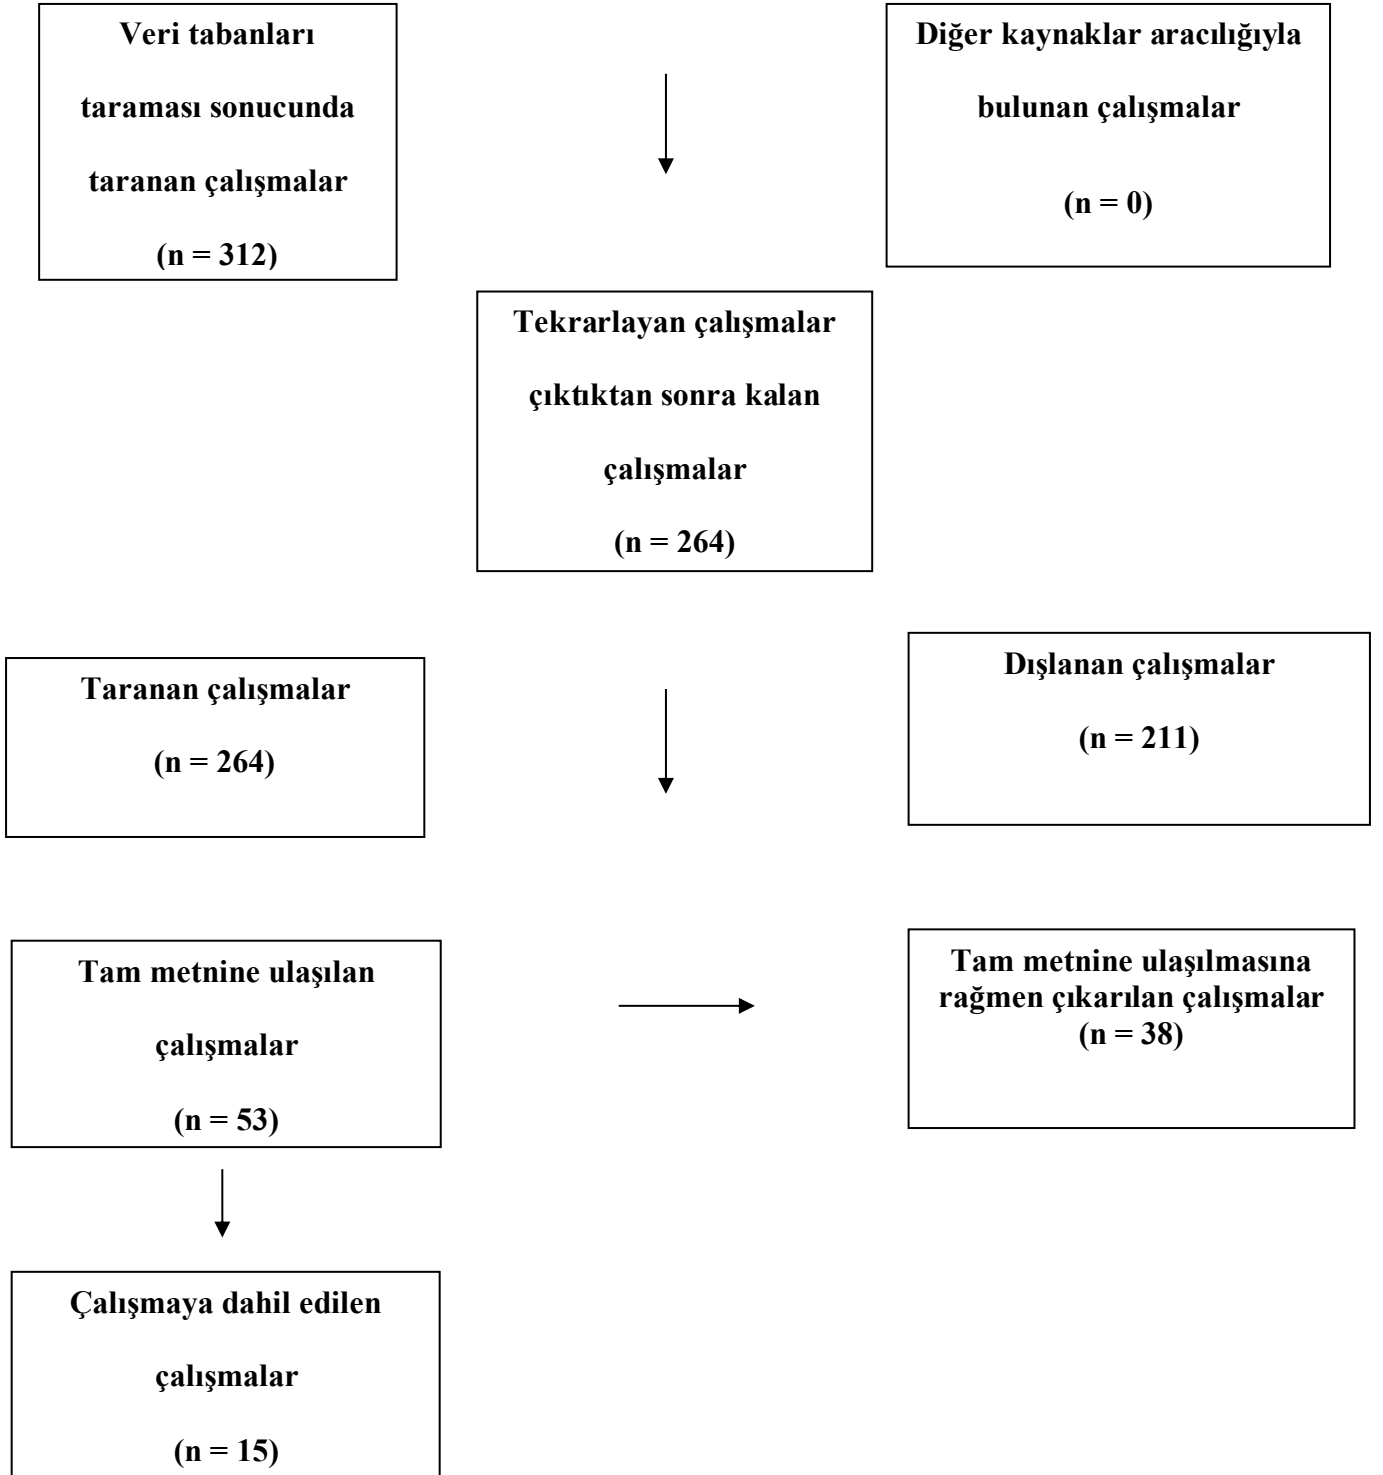 Veri tabanları
taraması sonucunda
taranan çalışmalar
(n = 312)
Diğer kaynaklar aracılığıyla
bulunan çalışmalar
(n = 0)
Tekrarlayan çalışmalar
çıktıktan sonra kalan
çalışmalar
(n = 264)
Taranan çalışmalar
(n = 264)
Dışlanan çalışmalar
(n = 211)
Tam metnine ulaşılan
çalışmalar
(n = 53)
Tam metnine ulaşılmasına
rağmen çıkarılan çalışmalar
(n = 38)
Çalışmaya dahil edilen
çalışmalar
(n = 15)